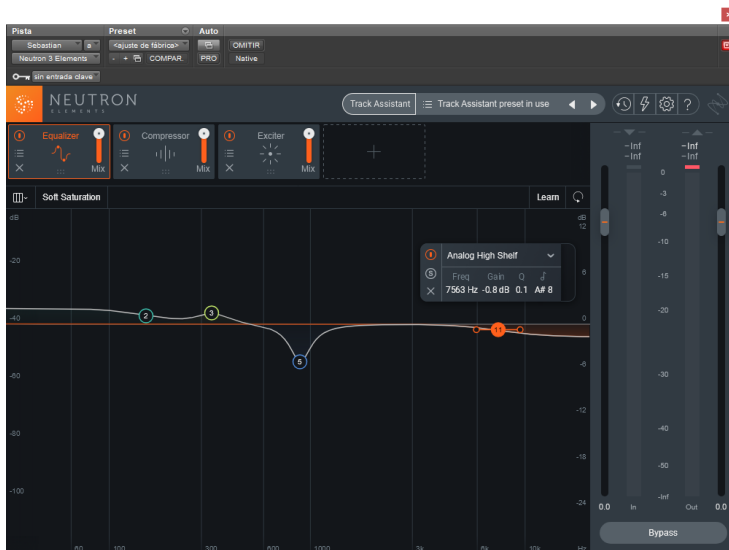 Pista Preset Auto
Sebastian a <ajuste de fábrica> OMITIR
Neutron 3 Elements - + COMPAR. PRO Native
sin entrada clave
NEUTRON
ELEMENTS
Track Assistant Track Assistant preset in use ?
Equalizer Compressor Exciter
Mix Mix Mix
+
Soft Saturation Learn
-Inf -Inf
-Inf -Inf
dB dB
12
0
-3
-6
-10
-15
-20
-30
-40
-50
-Inf
Analog High Shelf
S Freq Gain Q
7563 Hz -0.8 dB 0.1 A# 8
-20 6
-40 0
2 3 5 11
-60 -6
-12
-80
-18
-100
-24
0.0 In Out 0.0
Bypass
60 100 300 600 1000 3k 6k 10k Hz